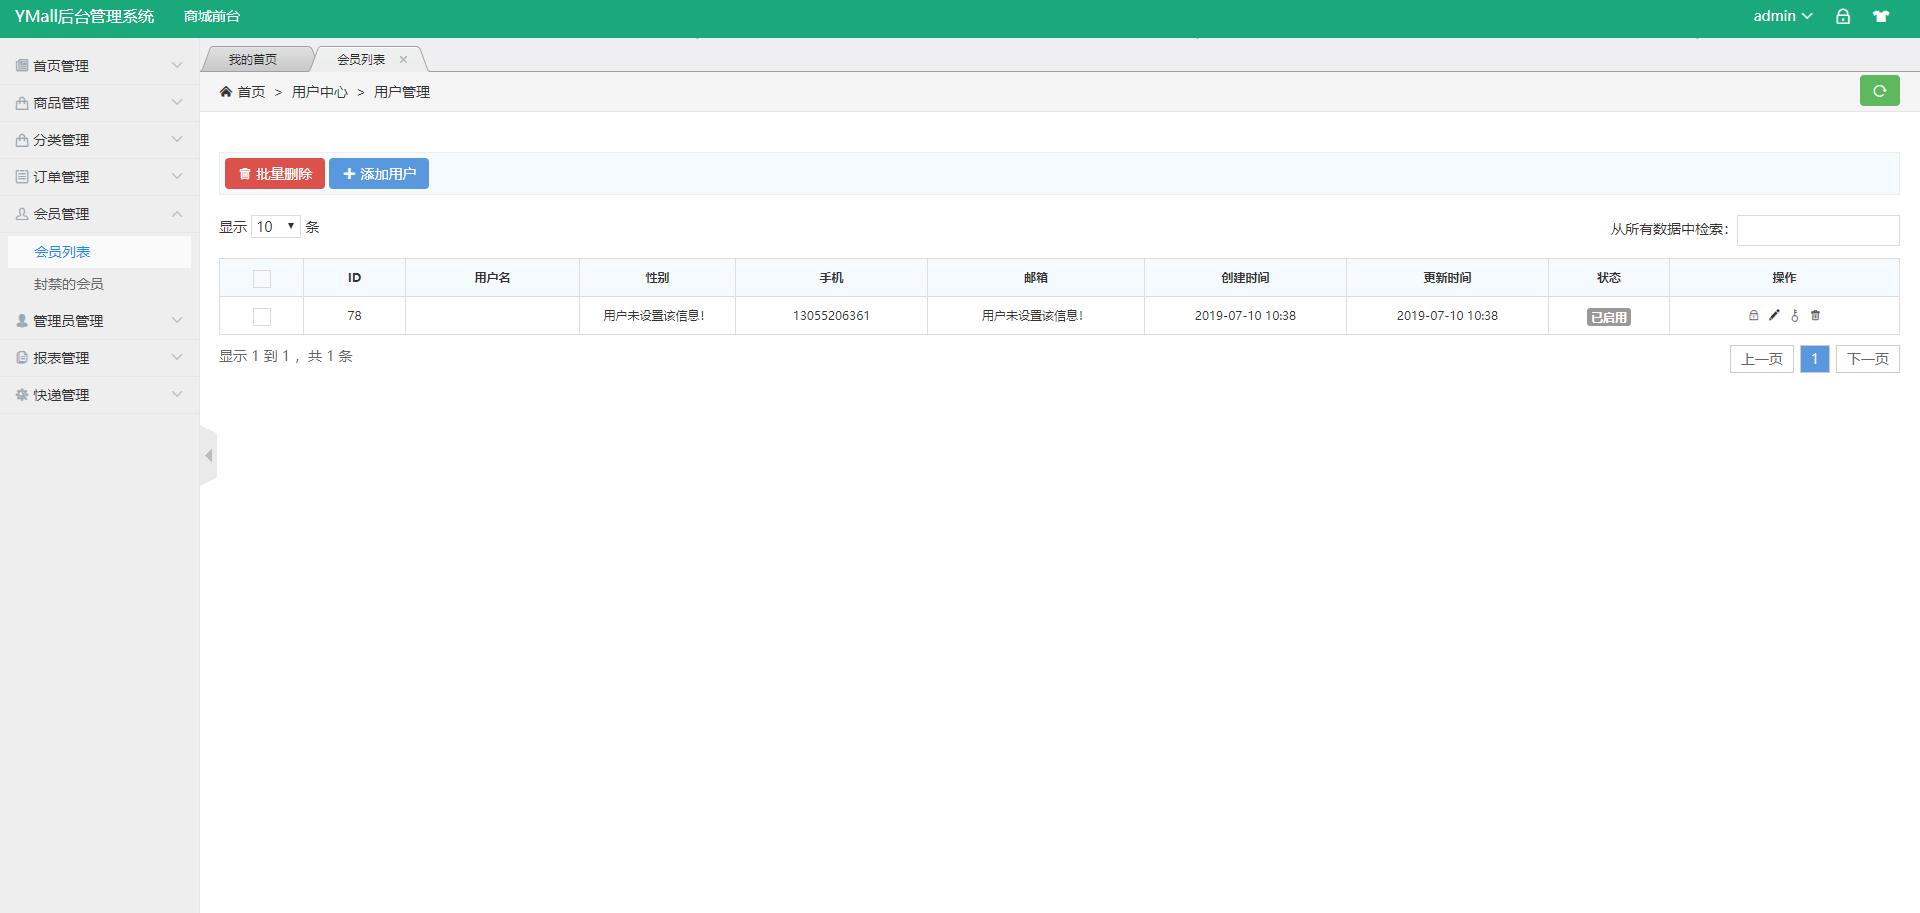 YMall后台管理系统 商城前台 admin
首页管理
商品管理
分类管理
订单管理
会员管理
会员列表
封禁的会员
管理员管理
报表管理
快递管理
我的首页 会员列表
首页 > 用户中心 > 用户管理
批量删除 添加用户
显示 10 条 从所有数据中检索:
ID 用户名 性别 手机 邮箱 创建时间 更新时间 状态 操作
78 用户未设置该信息! 13055206361 用户未设置该信息! 2019-07-10 10:38 2019-07-10 10:38 已启用
显示 1 到 1 ，共 1 条 上一页 1 下一页